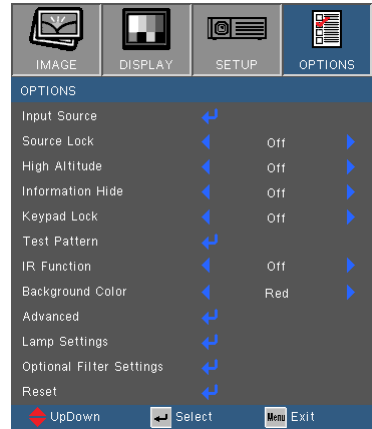 IMAGE DISPLAY SETUP OPTIONS
OPTIONS
Input Source
Source Lock Off
High Altitude Off
Information Hide Off
Keypad Lock Off
Test Pattern
IR Function Off
Background Color Red
Advanced
Lamp Settings
Optional Filter Settings
Reset
UpDown Select Menu Exit